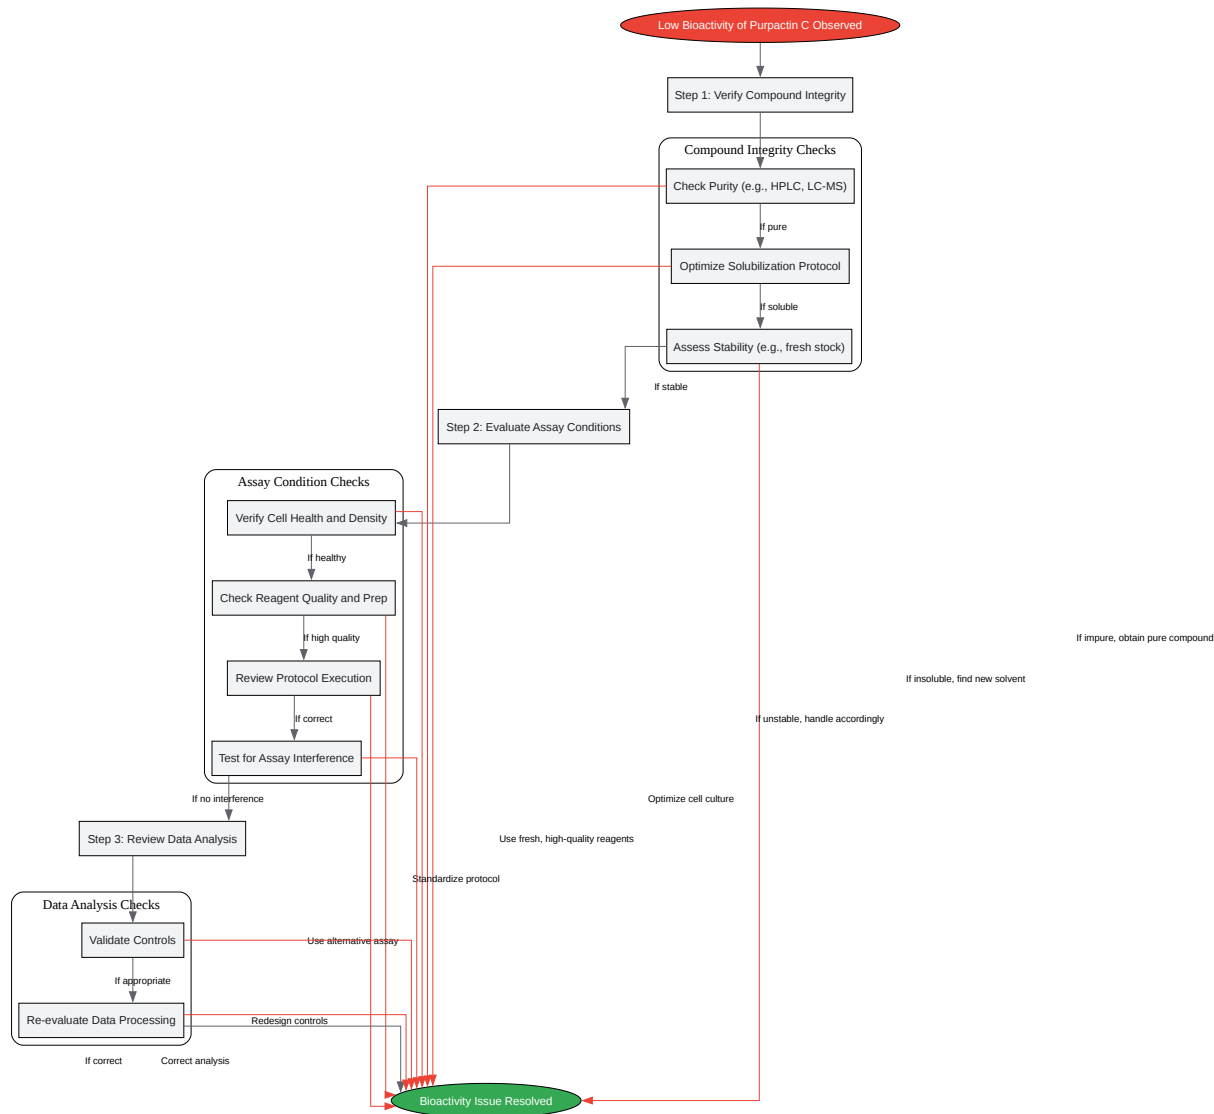 Low Bioactivity of Purpactin C Observed
Step 1: Verify Compound Integrity
Compound Integrity Checks
Check Purity (e.g., HPLC, LC-MS)
If pure
Optimize Solubilization Protocol
If soluble
Assess Stability (e.g., fresh stock)
If stable
Step 2: Evaluate Assay Conditions
Assay Condition Checks
Verify Cell Health and Density
If healthy
Check Reagent Quality and Prep
If high quality
If impure, obtain pure compound
Review Protocol Execution
If insoluble, find new solvent
If correct
If unstable, handle accordingly
Test for Assay Interference
If no interference
Optimize cell culture
Step 3: Review Data Analysis
Use fresh, high-quality reagents
Standardize protocol
Data Analysis Checks
Validate Controls
Use alternative assay
If appropriate
Re-evaluate Data Processing
Redesign controls
If correct
Correct analysis
Bioactivity Issue Resolved